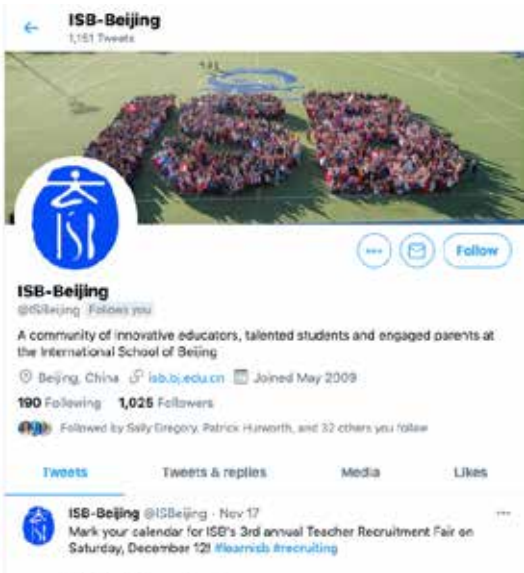 ISB-Beijing
1,151 Tweets
ISB
ISB
Follow
ISB-Beijing
@ISBeijing Follows you
A community of innovative educators, talented students and engaged parents at
the International School of Beijing
Beijing, China isb.bj.edu.cn Joined May 2009
190 Following 1,025 Followers
Followed by Sally Gregory, Patrick Hurworth, and 32 others you follow
Tweets Tweets & replies Media Likes
ISB-Beijing @ISBeijing · Nov 17
Mark your calendar for ISB's 3rd annual Teacher Recruitment Fair on
Saturday, December 12! #learnisb #recruiting